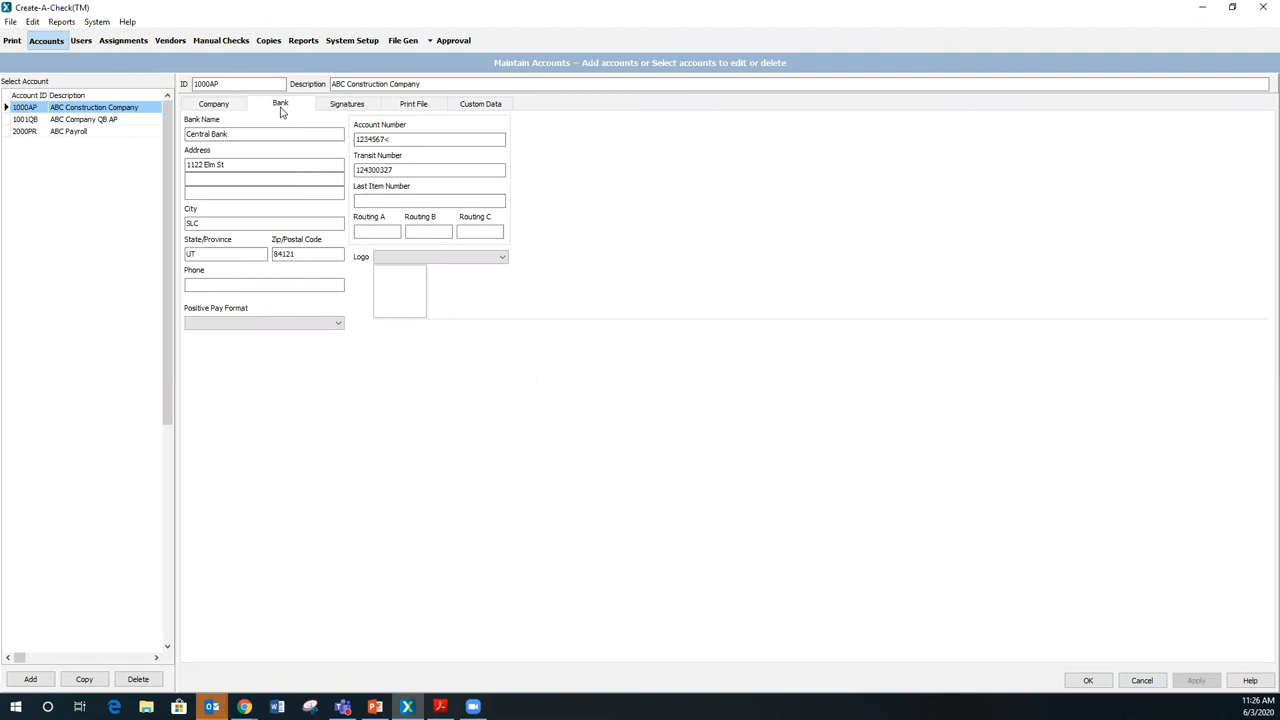 Create-A-Check(TM)
File Edit Reports System Help
Print Accounts Users Assignments Vendors Manual Checks Copies Reports System Setup File Gen Approval
Maintain Accounts -- Add accounts or Select accounts to edit or delete
Select Account
Account ID Description
1000AP ABC Construction Company
1001QB ABC Company QB AP
2000PR ABC Payroll
ID 1000AP Description ABC Construction Company
Company Bank Signatures Print File Custom Data
Bank Name
Central Bank
Address
1122 Elm St
City
SLC
State/Province Zip/Postal Code
UT 84121
Phone
Positive Pay Format
Account Number
1234567<
Transit Number
124300327
Last Item Number
Routing A Routing B Routing C
Logo
Add Copy Delete
OK Cancel Apply Help
11:26 AM
6/3/2020